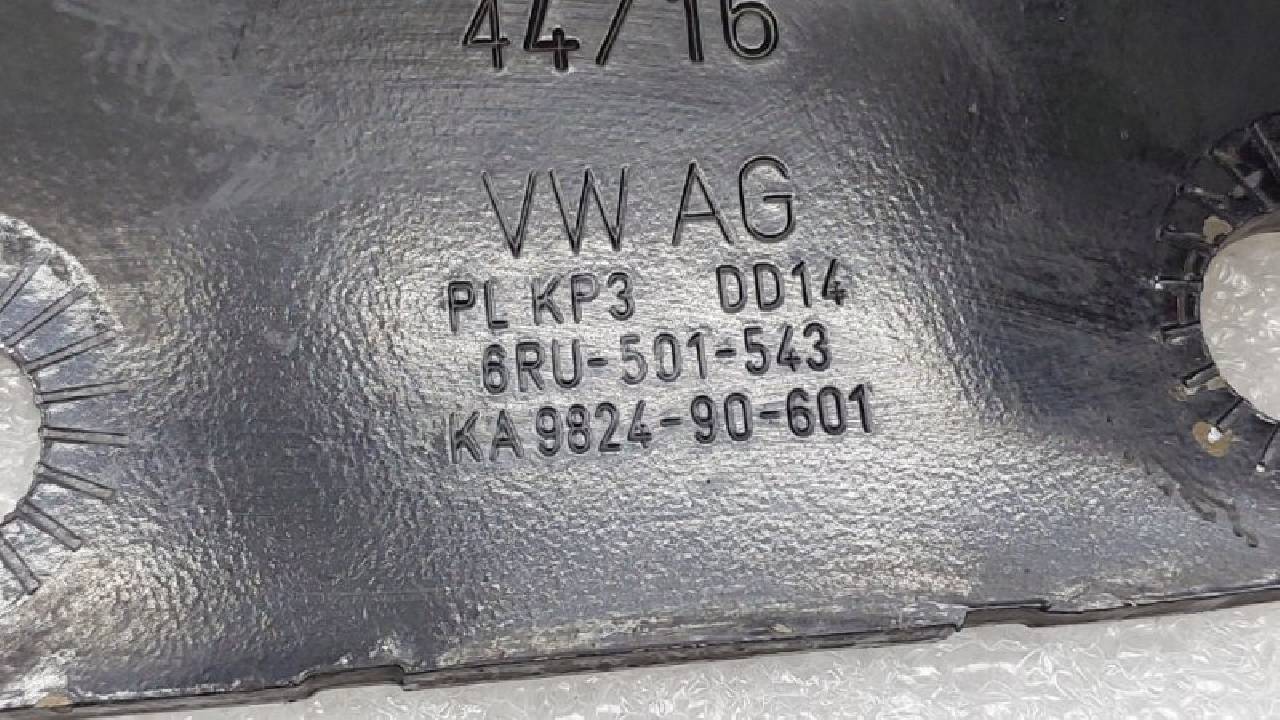 44/16
VW AG
PL KP3 DD14
6RU-501-543
KA 9824-90-601